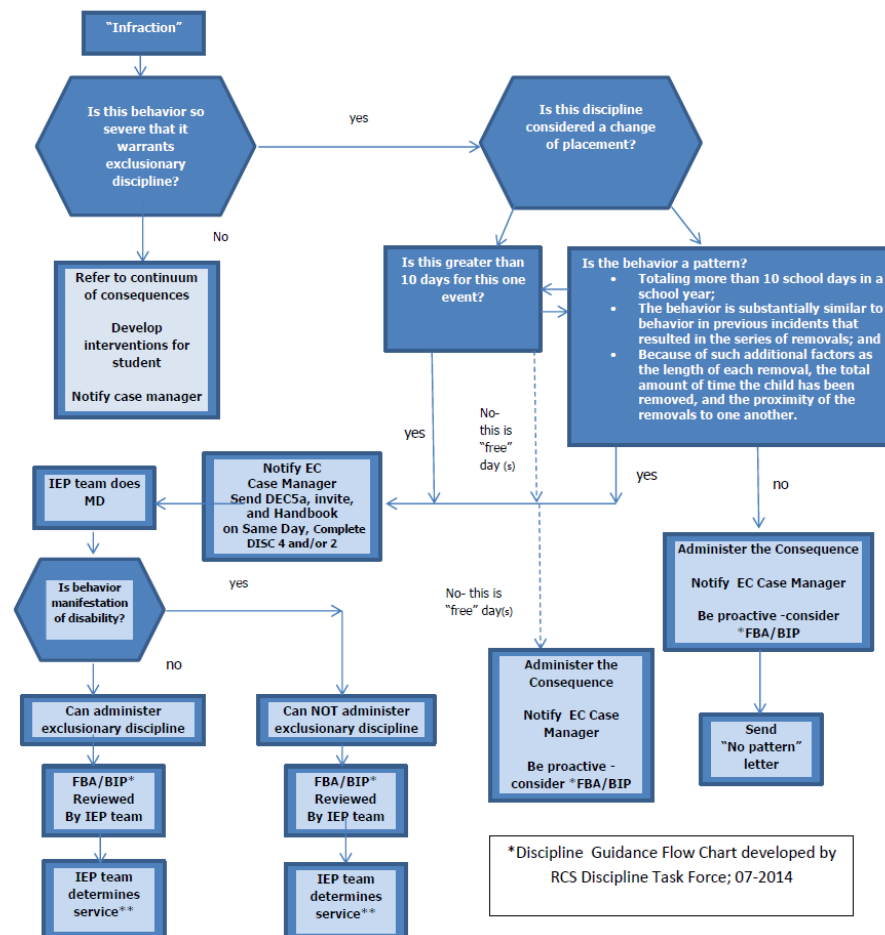 “Infraction”
Is this behavior so
severe that it
warrants
exclusionary
discipline?
yes
Is this discipline
considered a change
of placement?
No
Refer to continuum
of consequences
Develop
interventions for
student
Notify case manager
Is this greater than
10 days for this one
event?
Is the behavior a pattern?
• Totaling more than 10 school days in a
school year;
• The behavior is substantially similar to
behavior in previous incidents that
resulted in the series of removals; and
• Because of such additional factors as
the length of each removal, the total
amount of time the child has been
removed, and the proximity of the
removals to one another.
yes
No-
this is
“free”
day (s)
yes
no
Notify EC
Case Manager
Send DEC5a, invite,
and Handbook
on Same Day, Complete
DISC 4 and/or 2
IEP team does
MD
Is behavior
manifestation
of disability?
yes
no
No- this is
“free” day(s)
Administer the Consequence
Notify EC Case Manager
Be proactive -consider
*FBA/BIP
Administer the
Consequence
Notify EC Case
Manager
Be proactive -
consider *FBA/BIP
Send
“No pattern”
letter
Can administer
exclusionary discipline
Can NOT administer
exclusionary discipline
FBA/BIP*
Reviewed
By IEP team
FBA/BIP*
Reviewed
By IEP team
IEP team
determines
service**
IEP team
determines
service**
*Discipline Guidance Flow Chart developed by
RCS Discipline Task Force; 07-2014